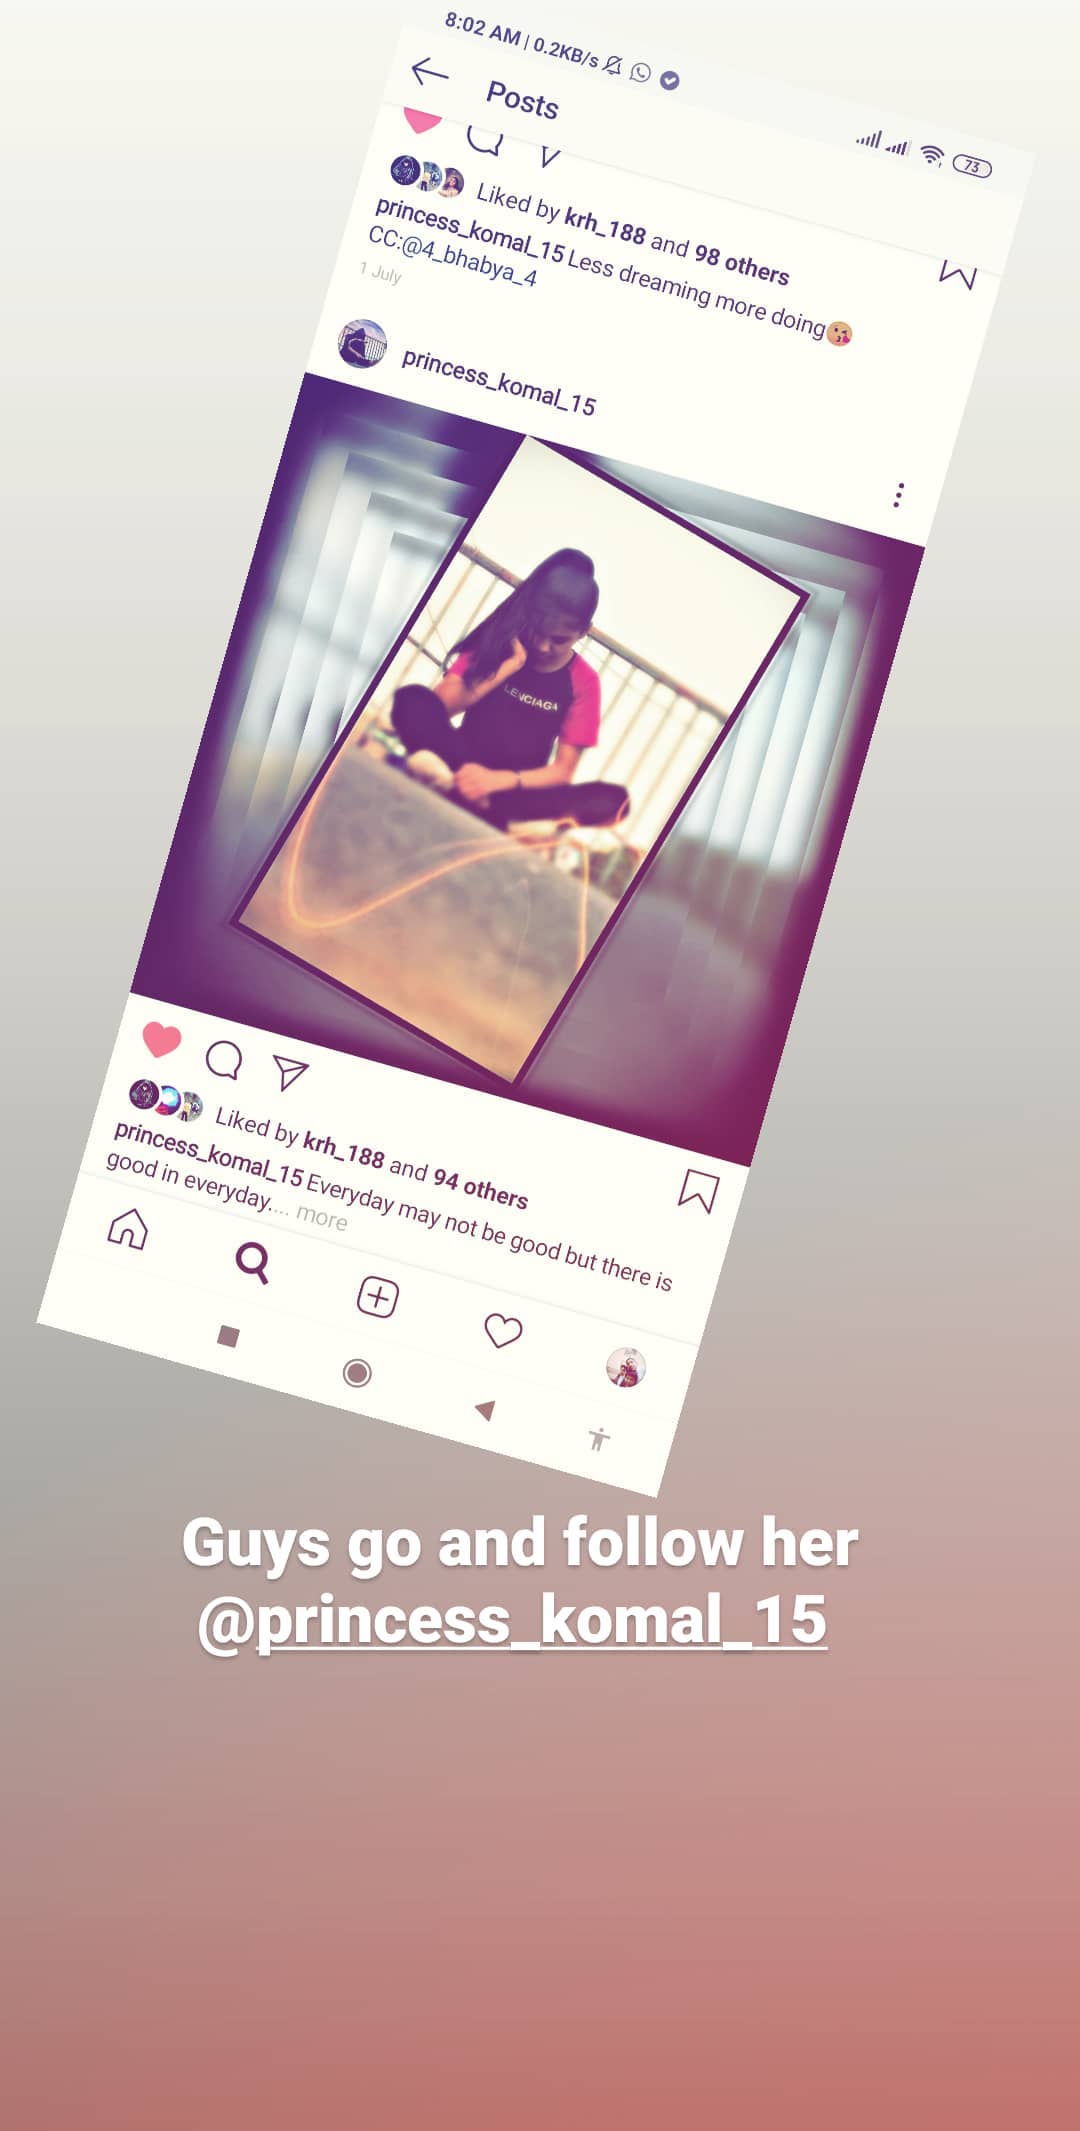 8:02 AM | 0.2KB/s
73
Posts
Liked by krh_188 and 98 others
princess_komal_15 Less dreaming more doing😘
CC:@4_bhabya_4
1 July
princess_komal_15
LENCIAGA
Liked by krh_188 and 94 others
princess_komal_15 Everyday may not be good but there is
good in everyday.... more
Guys go and follow her
@princess_komal_15